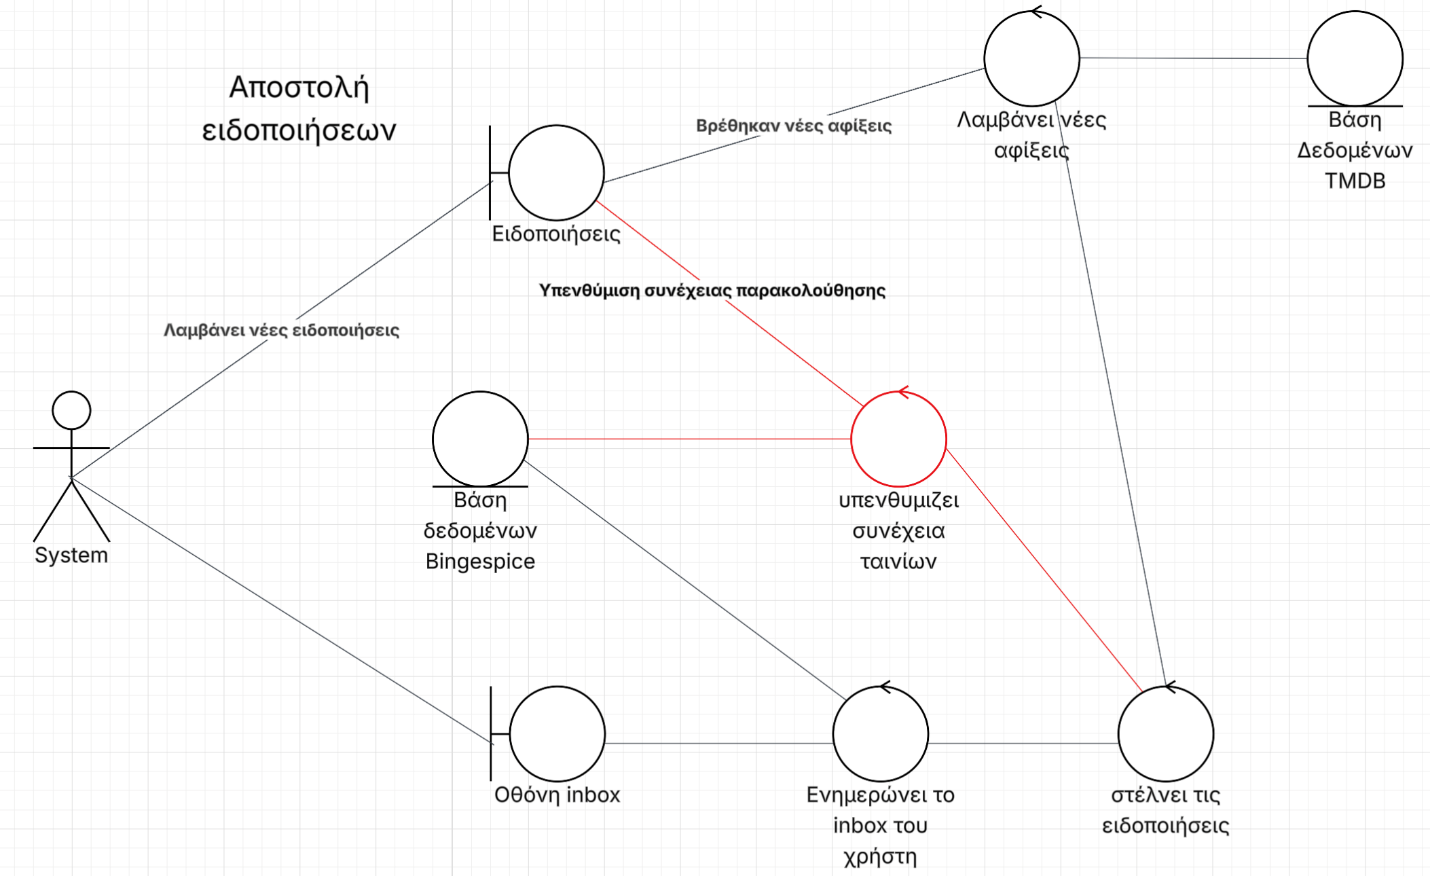 Αποστολή
ειδοποιήσεων
Λαμβάνει νέες
αφίξεις
Βάση
Δεδομένων
TMDB
Βρέθηκαν νέες αφίξεις
Ειδοποιήσεις
Υπενθύμιση συνέχειας παρακολούθησης
Λαμβάνει νέες ειδοποιήσεις
System
Βάση
δεδομένων
Bingespice
υπενθυμιζει
συνέχεια
ταινίων
Οθόνη inbox
Ενημερώνει το
inbox του
χρήστη
στέλνει τις
ειδοποιήσεις